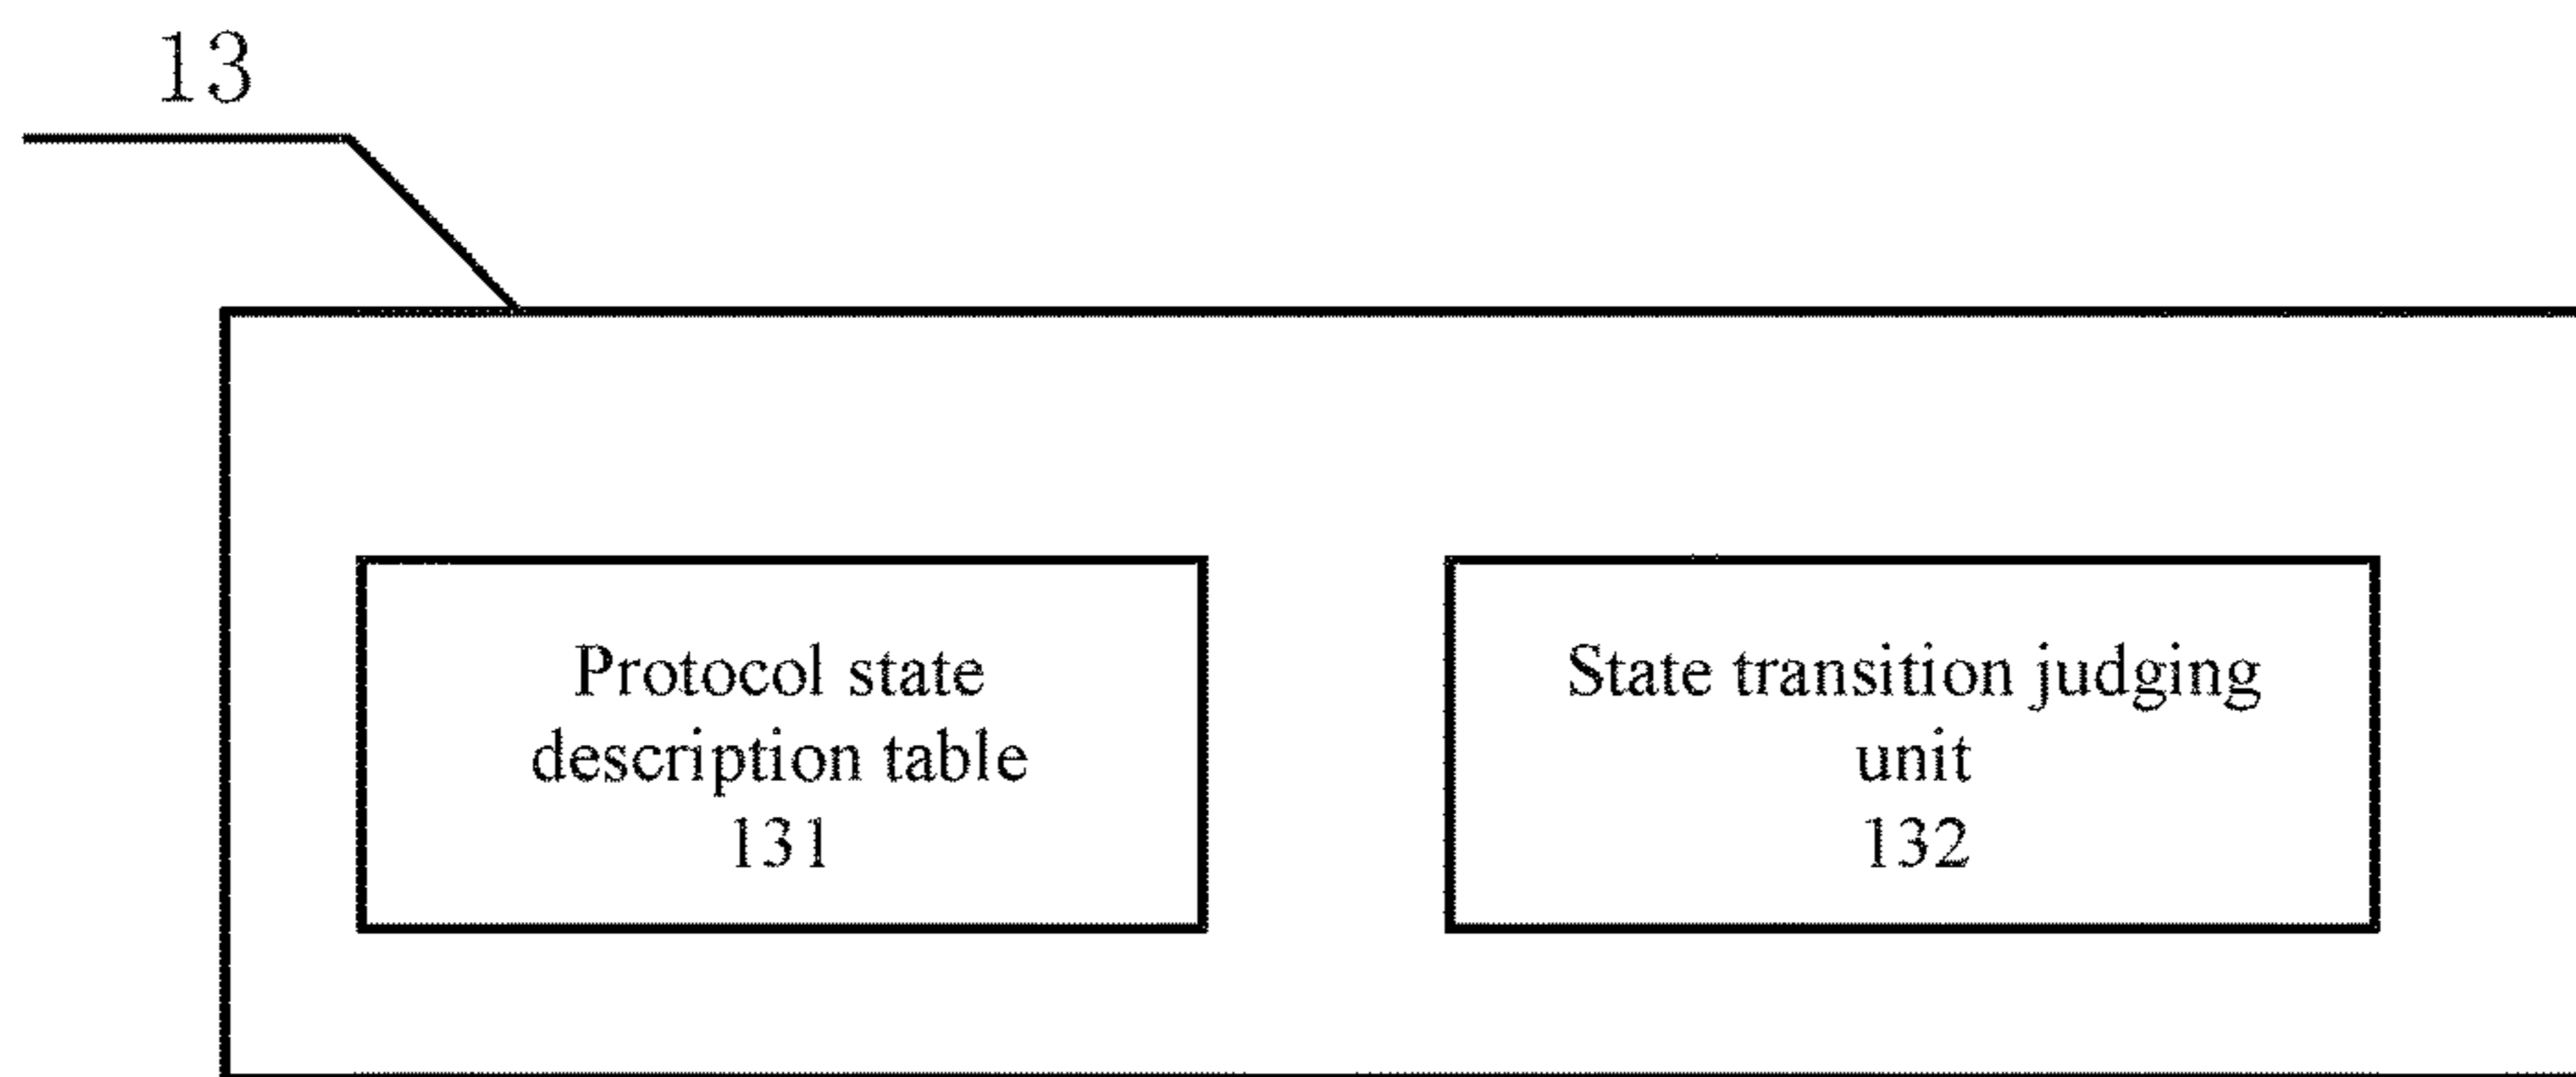 13
Protocol state
description table
131
State transition judging
unit
132